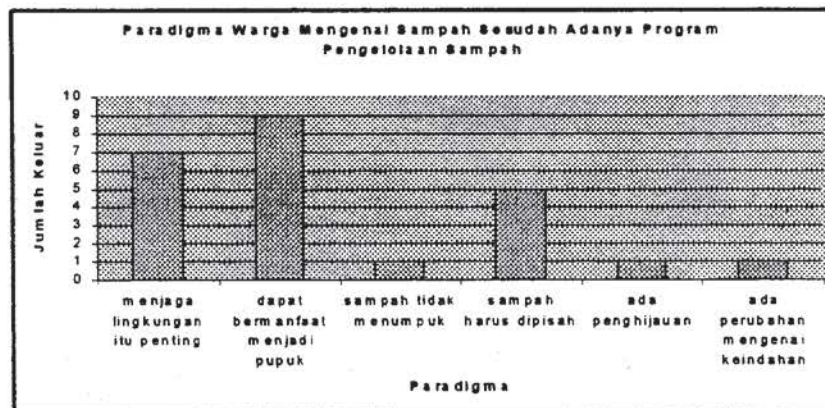 Paradigma Warga Mengenai Sampah Sesudah Adanya Program
Pengelolaan Sampah
Jumlah Keluar
10
9
8
7
6
5
4
3
2
1
0
menjaga
lingkungan
itu penting
dapat
bermanfaat
menjadi
pupuk
sampah tidak
menumpuk
sampah
harus dipisah
ada
penghijauan
ada
perubahan
mengenai
keindahan
Paradigma